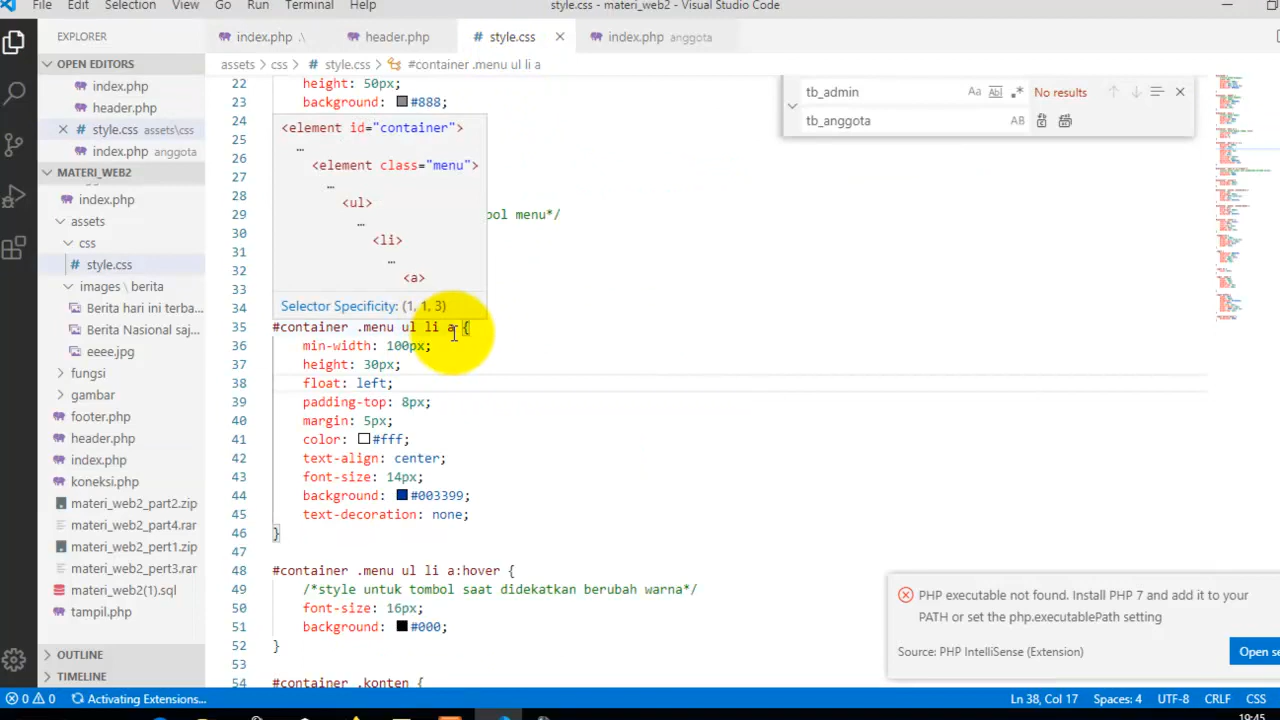 File Edit Selection View Go Run Terminal Help style.css - materi_web2 - Visual Studio Code
EXPLORER
index.php \
header.php
# style.css
index.php anggota
OPEN EDITORS
index.php
header.php
style.css assets\css
index.php anggota
MATERI_WEB2
index.php
assets
css
# style.css
images \ berita
Berita hari ini terba...
Berita Nasional saj...
eeee.jpg
fungsi
gambar
footer.php
header.php
index.php
koneksi.php
materi_web2_part2.zip
materi_web2_part4.rar
materi_web2_pert1.zip
materi_web2_pert3.rar
materi_web2(1).sql
tampil.php
OUTLINE
TIMELINE
assets > css > # style.css > #container .menu ul li a
22 height: 50px;
23 background: #888;
24
25
26
27
28
29 bol menu*/
30
31
32
33
34
<element id="container">
…
<element class="menu">
…
<ul>
…
<li>
…
<a>
Selector Specificity: (1, 1, 3)
35 #container .menu ul li a {
36 min-width: 100px;
37 height: 30px;
38 float: left;
39 padding-top: 8px;
40 margin: 5px;
41 color: #fff;
42 text-align: center;
43 font-size: 14px;
44 background: #003399;
45 text-decoration: none;
46 }
47
48 #container .menu ul li a:hover {
49 /*style untuk tombol saat didekatkan berubah warna*/
50 font-size: 16px;
51 background: #000;
52 }
53
54 #container .konten {
tb_admin Aa Abl .* No results
tb_anggota AB
PHP executable not found. Install PHP 7 and add it to your
PATH or set the php.executablePath setting
Source: PHP IntelliSense (Extension) Open se
0 0 Activating Extensions... Ln 38, Col 17 Spaces: 4 UTF-8 CRLF CSS
19:45